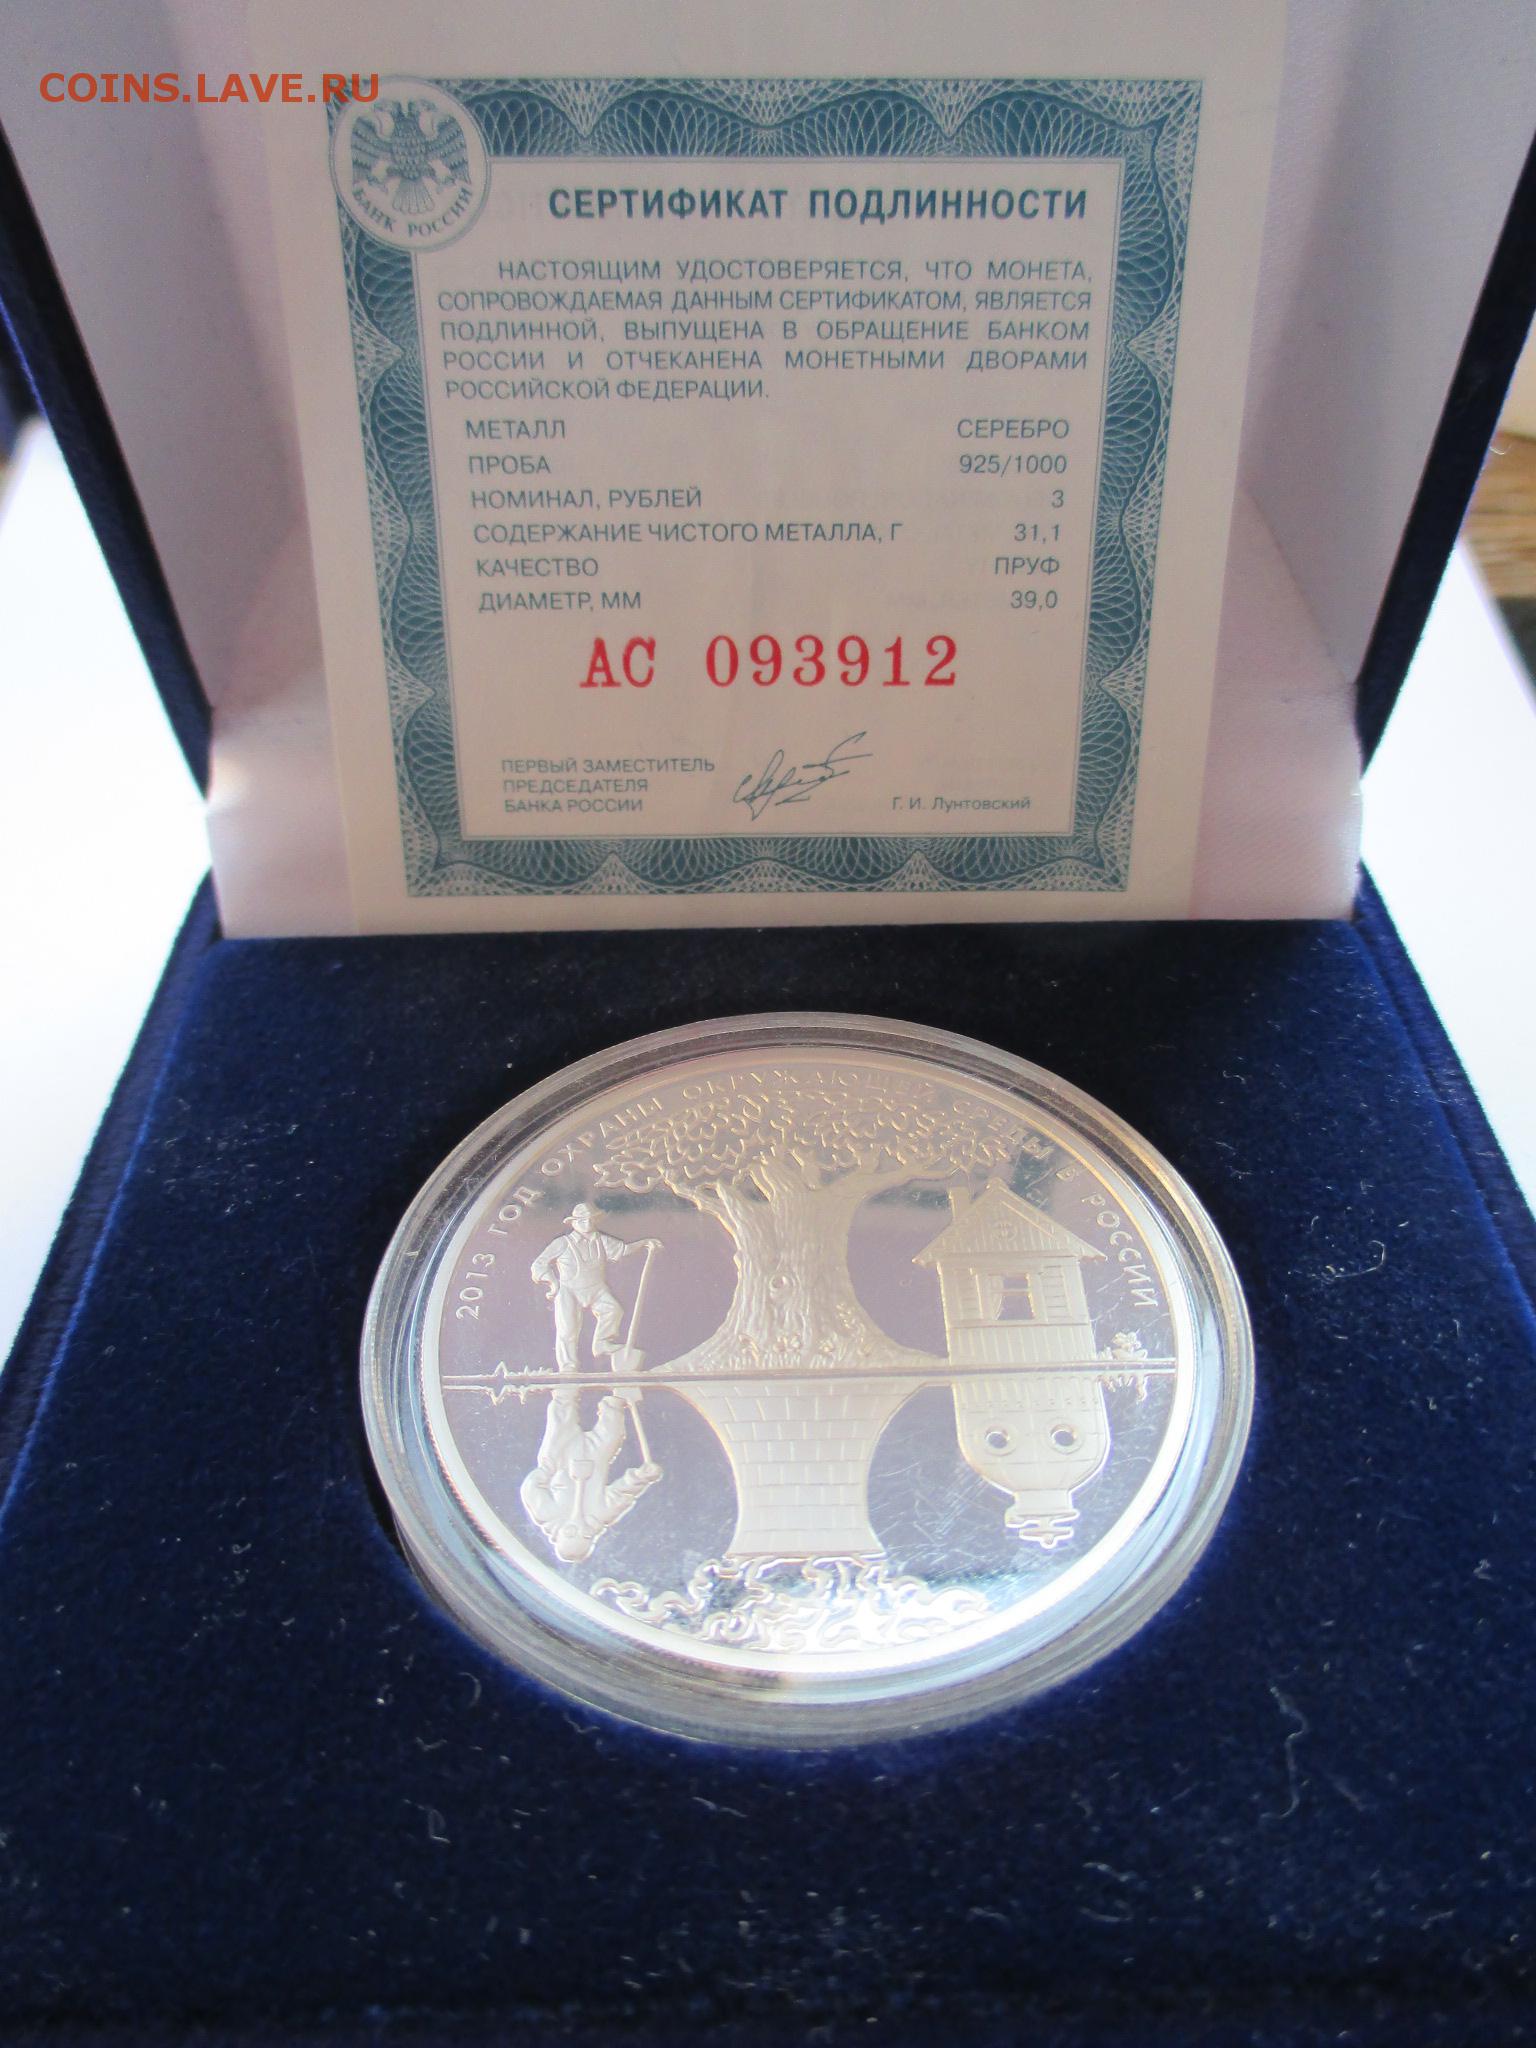 COINS.LAVE.RU
БАНК РОССИИ
СЕРТИФИКАТ ПОДЛИННОСТИ
НАСТОЯЩИМ УДОСТОВЕРЯЕТСЯ, ЧТО МОНЕТА,
СОПРОВОЖДАЕМАЯ ДАННЫМ СЕРТИФИКАТОМ, ЯВЛЯЕТСЯ
ПОДЛИННОЙ, ВЫПУЩЕНА В ОБРАЩЕНИЕ БАНКОМ
РОССИИ И ОТЧЕКАНЕНА МОНЕТНЫМИ ДВОРАМИ
РОССИЙСКОЙ ФЕДЕРАЦИИ.
МЕТАЛЛ СЕРЕБРО
ПРОБА 925/1000
НОМИНАЛ, РУБЛЕЙ 3
СОДЕРЖАНИЕ ЧИСТОГО МЕТАЛЛА, Г 31,1
КАЧЕСТВО ПРУФ
ДИАМЕТР, ММ 39,0
АС 093912
ПЕРВЫЙ ЗАМЕСТИТЕЛЬ
ПРЕДСЕДАТЕЛЯ
БАНКА РОССИИ
Г. И. Лунтовский
2013 ГОД ОХРАНЫ ОКРУЖАЮЩЕЙ СРЕДЫ В РОССИИ